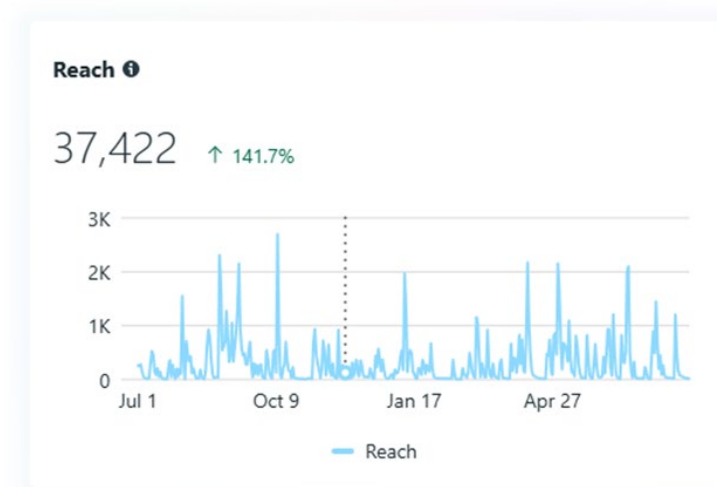 Reach
37,422 ↑ 141.7%
3K
2K
1K
0
Jul 1 Oct 9 Jan 17 Apr 27
Reach